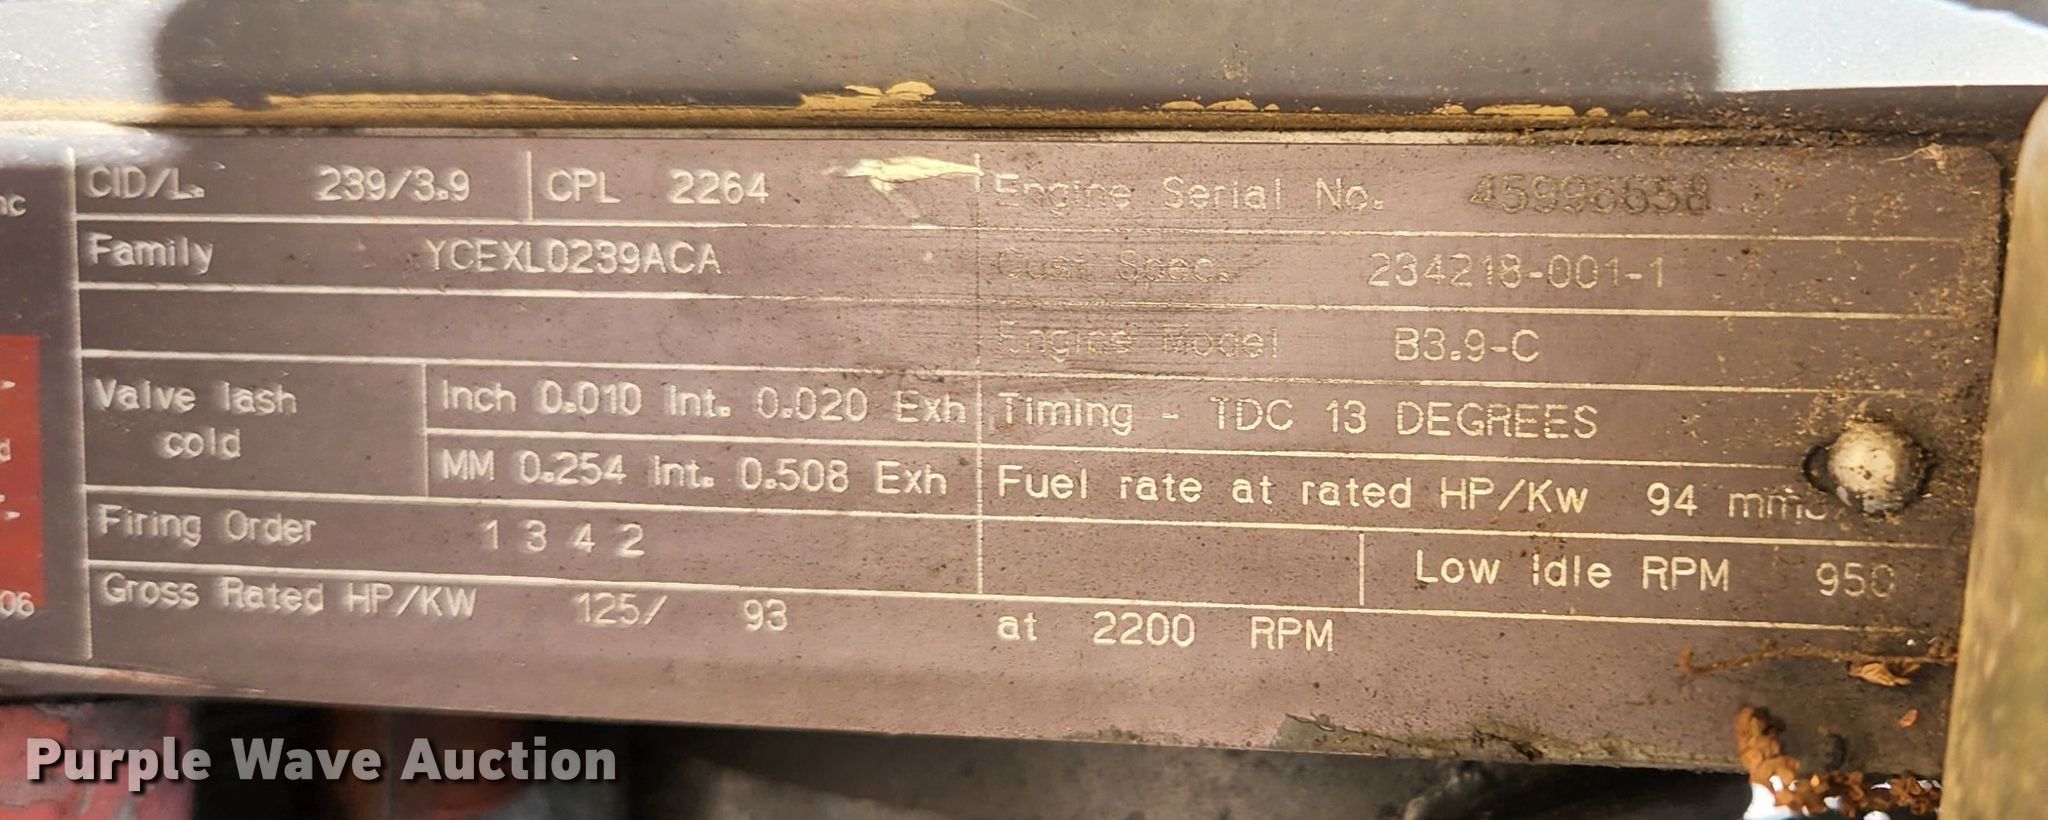 nc
CID/L. 239/3.9 CPL 2264 Engine Serial No. 45996658
Family YCEXL0239ACA Cust Spec. 234218-001-1
Engine Model B3.9-C
Valve lash cold Inch 0.010 Int. 0.020 Exh Timing - TDC 13 DEGREES
MM 0.254 Int. 0.508 Exh Fuel rate at rated HP/Kw 94
Firing Order 1 3 4 2 Low Idle RPM 950
06 Gross Rated HP/KW 125/ 93 at 2200 RPM
Purple Wave Auction